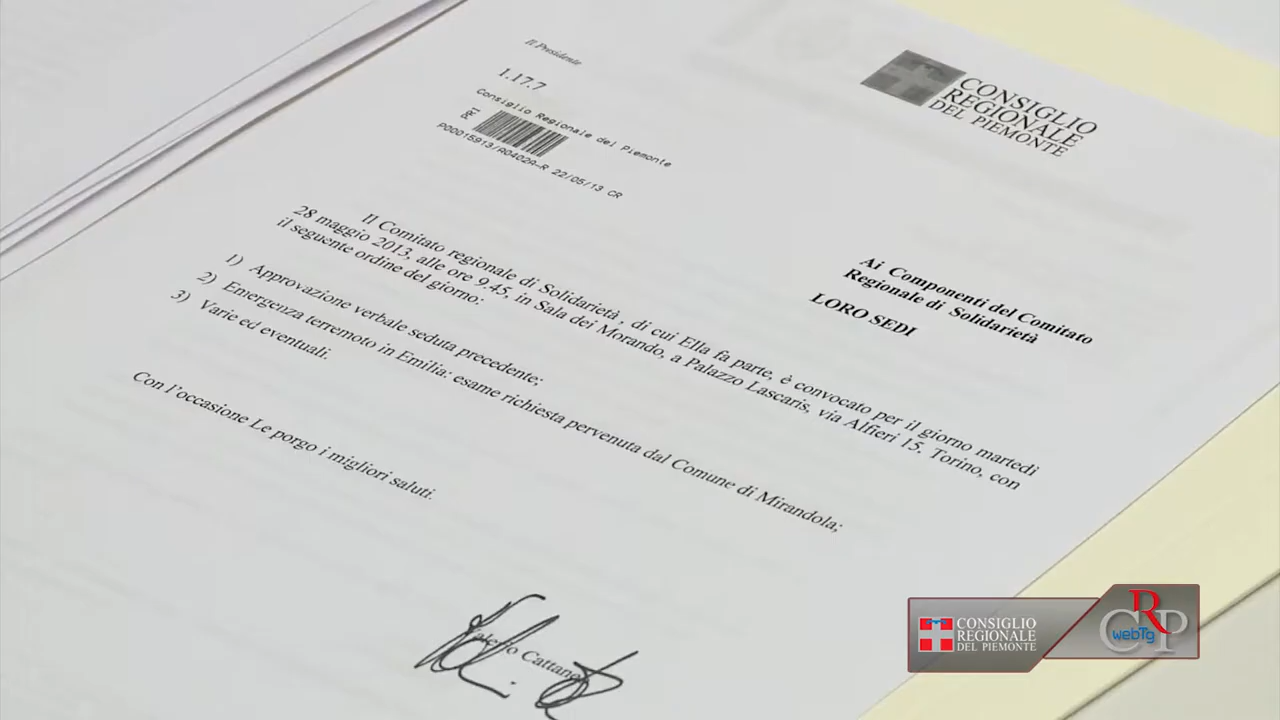 Il Presidente
1.17.7
Consiglio Regionale del Piemonte
PR1
P00015913/A0402A-R 22/05/13 CR
CONSIGLIO
REGIONALE
DEL PIEMONTE
Ai Componenti del Comitato
Regionale di Solidarietà
LORO SEDI
Il Comitato regionale di Solidarietà , di cui Ella fa parte, è convocato per il giorno martedì
28 maggio 2013, alle ore 9.45, in Sala dei Morando, a Palazzo Lascaris, via Alfieri 15, Torino, con
il seguente ordine del giorno:
1) Approvazione verbale seduta precedente;
2) Emergenza terremoto in Emilia: esame richiesta pervenuta dal Comune di Mirandola;
3) Varie ed eventuali.
Con l'occasione Le porgo i migliori saluti.
Valerio Cattaneo
CONSIGLIO
REGIONALE
DEL PIEMONTE
CRP
webTg